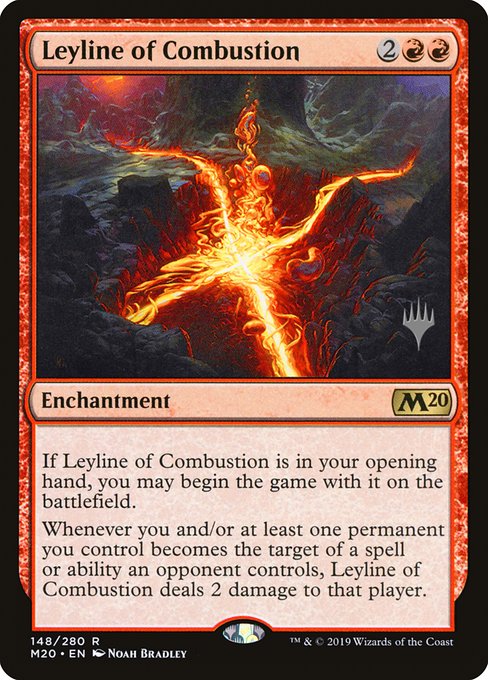 Leyline of Combustion 2
Enchantment M20
If Leyline of Combustion is in your opening
hand, you may begin the game with it on the
battlefield.
Whenever you and/or at least one permanent
you control becomes the target of a spell
or ability an opponent controls, Leyline of
Combustion deals 2 damage to that player.
148/280 R
M20 • EN Noah Bradley
™ & © 2019 Wizards of the Coast